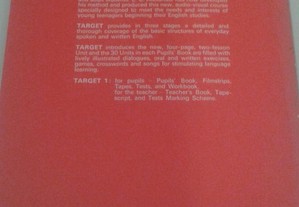 his method and produced this new, audio-visual course
specially designed to meet the needs and interests of
young teenagers beginning their English studies.
TARGET provides in three stages a detailed and
thorough coverage of the basic structures of everyday
spoken and written English.
TARGET introduces the new, four-page, two-lesson
Unit and the 30 Units in each Pupils' Book are filled with
lively illustrated dialogues, oral and written exercises,
games, crosswords and songs for stimulating language
learning.
TARGET 1: for pupils - Pupils' Book, Filmstrips,
Tapes, Tests, and Workbook.
for the teacher - Teacher's Book, Tape-
script, and Tests Marking Scheme.